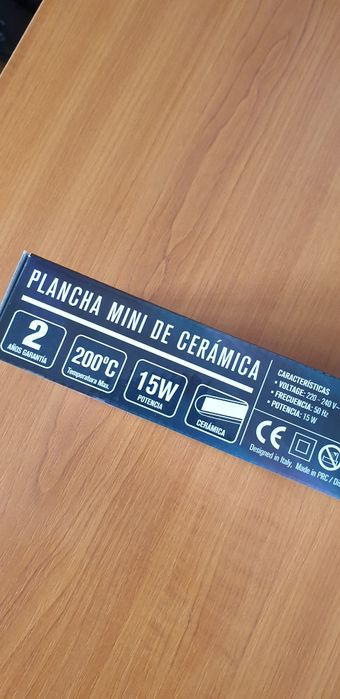 PLANCHA MINI DE CERÁMICA
2
AÑOS GARANTÍA
200ºC
Temperatura Max.
15W
POTENCIA
CERÁMICA
CARACTERÍSTICAS
• VOLTAGE: 220 - 240 V~
• FRECUENCIA: 50 Hz
• POTENCIA: 15 W
CE
Designed in Italy, Made in PRC /